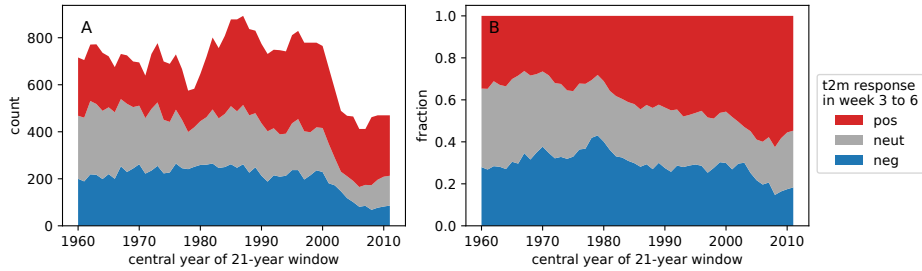 A
count
800
600
400
200
0
1960
1970
1980
1990
2000
2010
central year of 21-year window
B
fraction
1.0
0.8
0.6
0.4
0.2
0.0
1960
1970
1980
1990
2000
2010
central year of 21-year window
t2m response
in week 3 to 6
pos
neut
neg